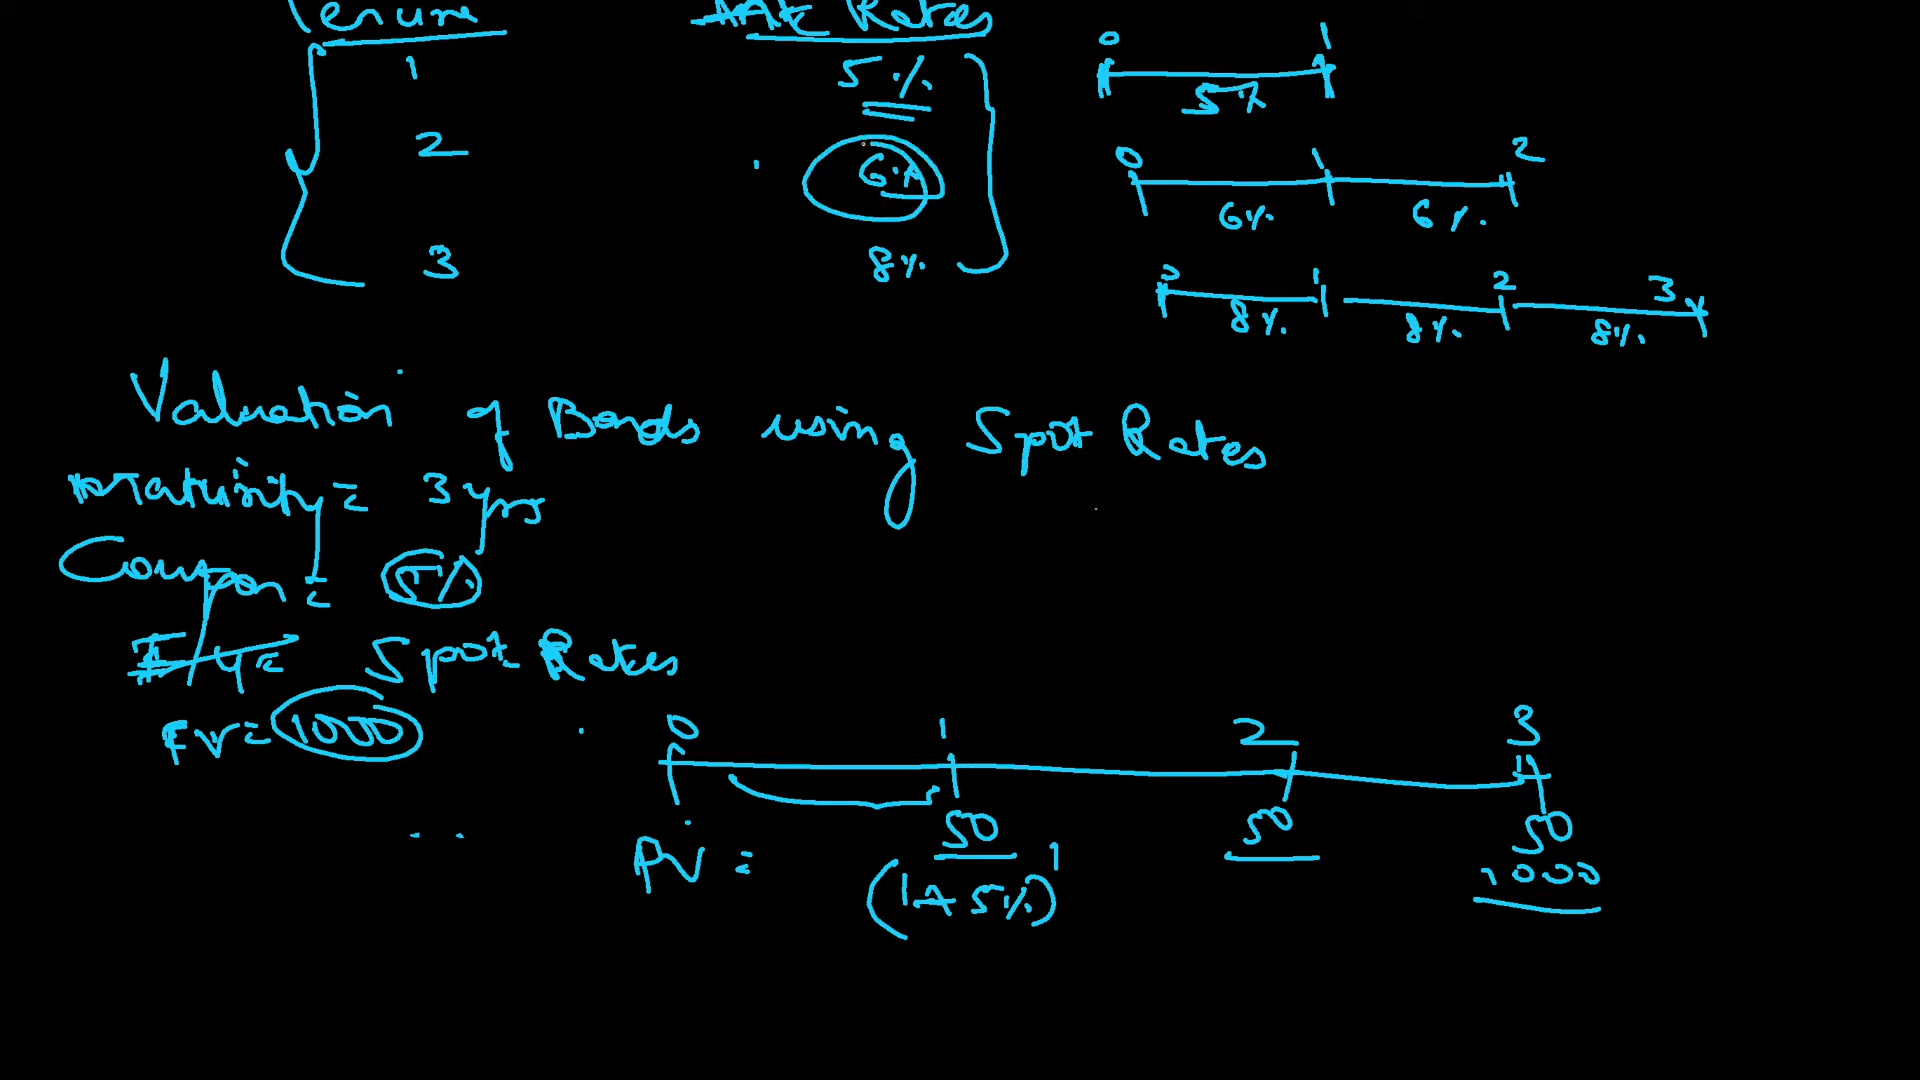 Tenure Rates
1 5%
2 6%
3 8%
0 1
5%
0 1 2
6% 6%
0 1 2 3
8% 8% 8%
Valuation of Bonds using Spot Rates
Maturity = 3 yrs
Coupon = 5%
I/Y = Spot Rates
FV = 1000
0 1 2 3
PV = 50 50 50
(1+5%)^1 1000